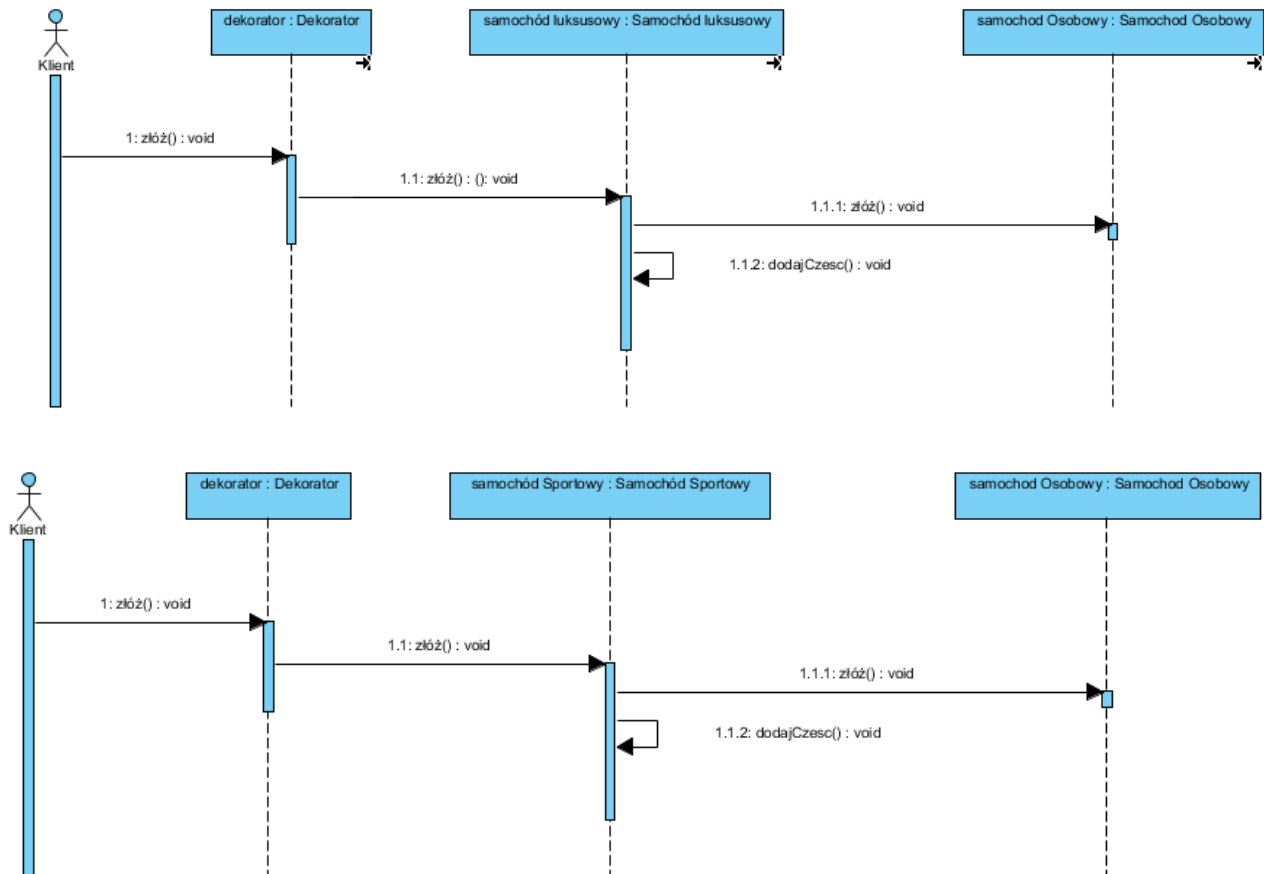 dekorator : Dekorator
samochód luksusowy : Samochód luksusowy
samochod Osobowy : Samochod Osobowy
Klient
1: złóż() : void
1.1: złóż() : (): void
1.1.1: złóż() : void
1.1.2: dodajCzesc() : void
dekorator : Dekorator
samochód Sportowy : Samochód Sportowy
samochod Osobowy : Samochod Osobowy
Klient
1: złóż() : void
1.1: złóż() : void
1.1.1: złóż() : void
1.1.2: dodajCzesc() : void